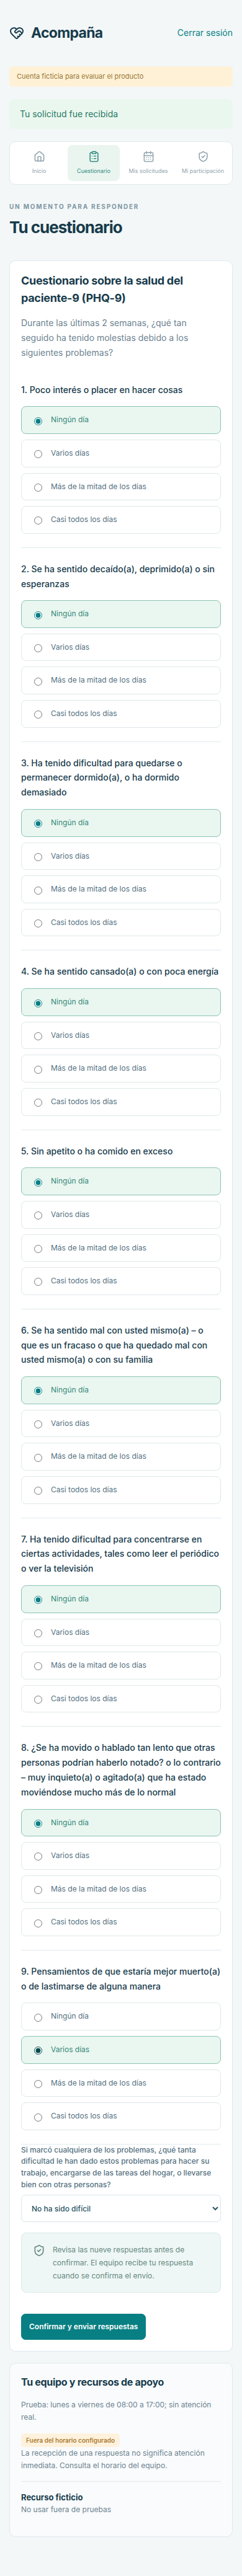 Acompaña
Cerrar sesión
Cuenta ficticia para evaluar el producto
Tu solicitud fue recibida
Inicio
Cuestionario
Mis solicitudes
Mi participación
UN MOMENTO PARA RESPONDER
Tu cuestionario
Cuestionario sobre la salud del
paciente-9 (PHQ-9)
Durante las últimas 2 semanas, ¿qué tan
seguido ha tenido molestias debido a los
siguientes problemas?
1. Poco interés o placer en hacer cosas
Ningún día
Varios días
Más de la mitad de los días
Casi todos los días
2. Se ha sentido decaído(a), deprimido(a) o sin
esperanzas
Ningún día
Varios días
Más de la mitad de los días
Casi todos los días
3. Ha tenido dificultad para quedarse o
permanecer dormido(a), o ha dormido
demasiado
Ningún día
Varios días
Más de la mitad de los días
Casi todos los días
4. Se ha sentido cansado(a) o con poca energía
Ningún día
Varios días
Más de la mitad de los días
Casi todos los días
5. Sin apetito o ha comido en exceso
Ningún día
Varios días
Más de la mitad de los días
Casi todos los días
6. Se ha sentido mal con usted mismo(a) – o
que es un fracaso o que ha quedado mal con
usted mismo(a) o con su familia
Ningún día
Varios días
Más de la mitad de los días
Casi todos los días
7. Ha tenido dificultad para concentrarse en
ciertas actividades, tales como leer el periódico
o ver la televisión
Ningún día
Varios días
Más de la mitad de los días
Casi todos los días
8. ¿Se ha movido o hablado tan lento que otras
personas podrían haberlo notado? o lo contrario
– muy inquieto(a) o agitado(a) que ha estado
moviéndose mucho más de lo normal
Ningún día
Varios días
Más de la mitad de los días
Casi todos los días
9. Pensamientos de que estaría mejor muerto(a)
o de lastimarse de alguna manera
Ningún día
Varios días
Más de la mitad de los días
Casi todos los días
Si marcó cualquiera de los problemas, ¿qué tanta
dificultad le han dado estos problemas para hacer su
trabajo, encargarse de las tareas del hogar, o llevarse
bien con otras personas?
No ha sido difícil
Revisa las nueve respuestas antes de
confirmar. El equipo recibe tu respuesta
cuando se confirma el envío.
Confirmar y enviar respuestas
Tu equipo y recursos de apoyo
Prueba: lunes a viernes de 08:00 a 17:00; sin atención
real.
Fuera del horario configurado
La recepción de una respuesta no significa atención
inmediata. Consulta el horario del equipo.
Recurso ficticio
No usar fuera de pruebas